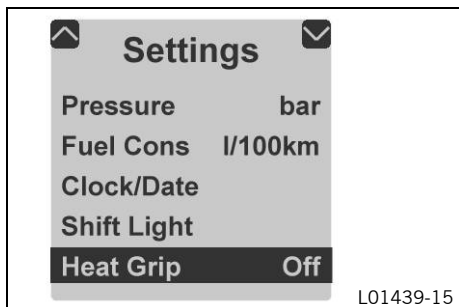 Settings
Pressure bar
Fuel Cons l/100km
Clock/Date
Shift Light
Heat Grip Off
L01439-15